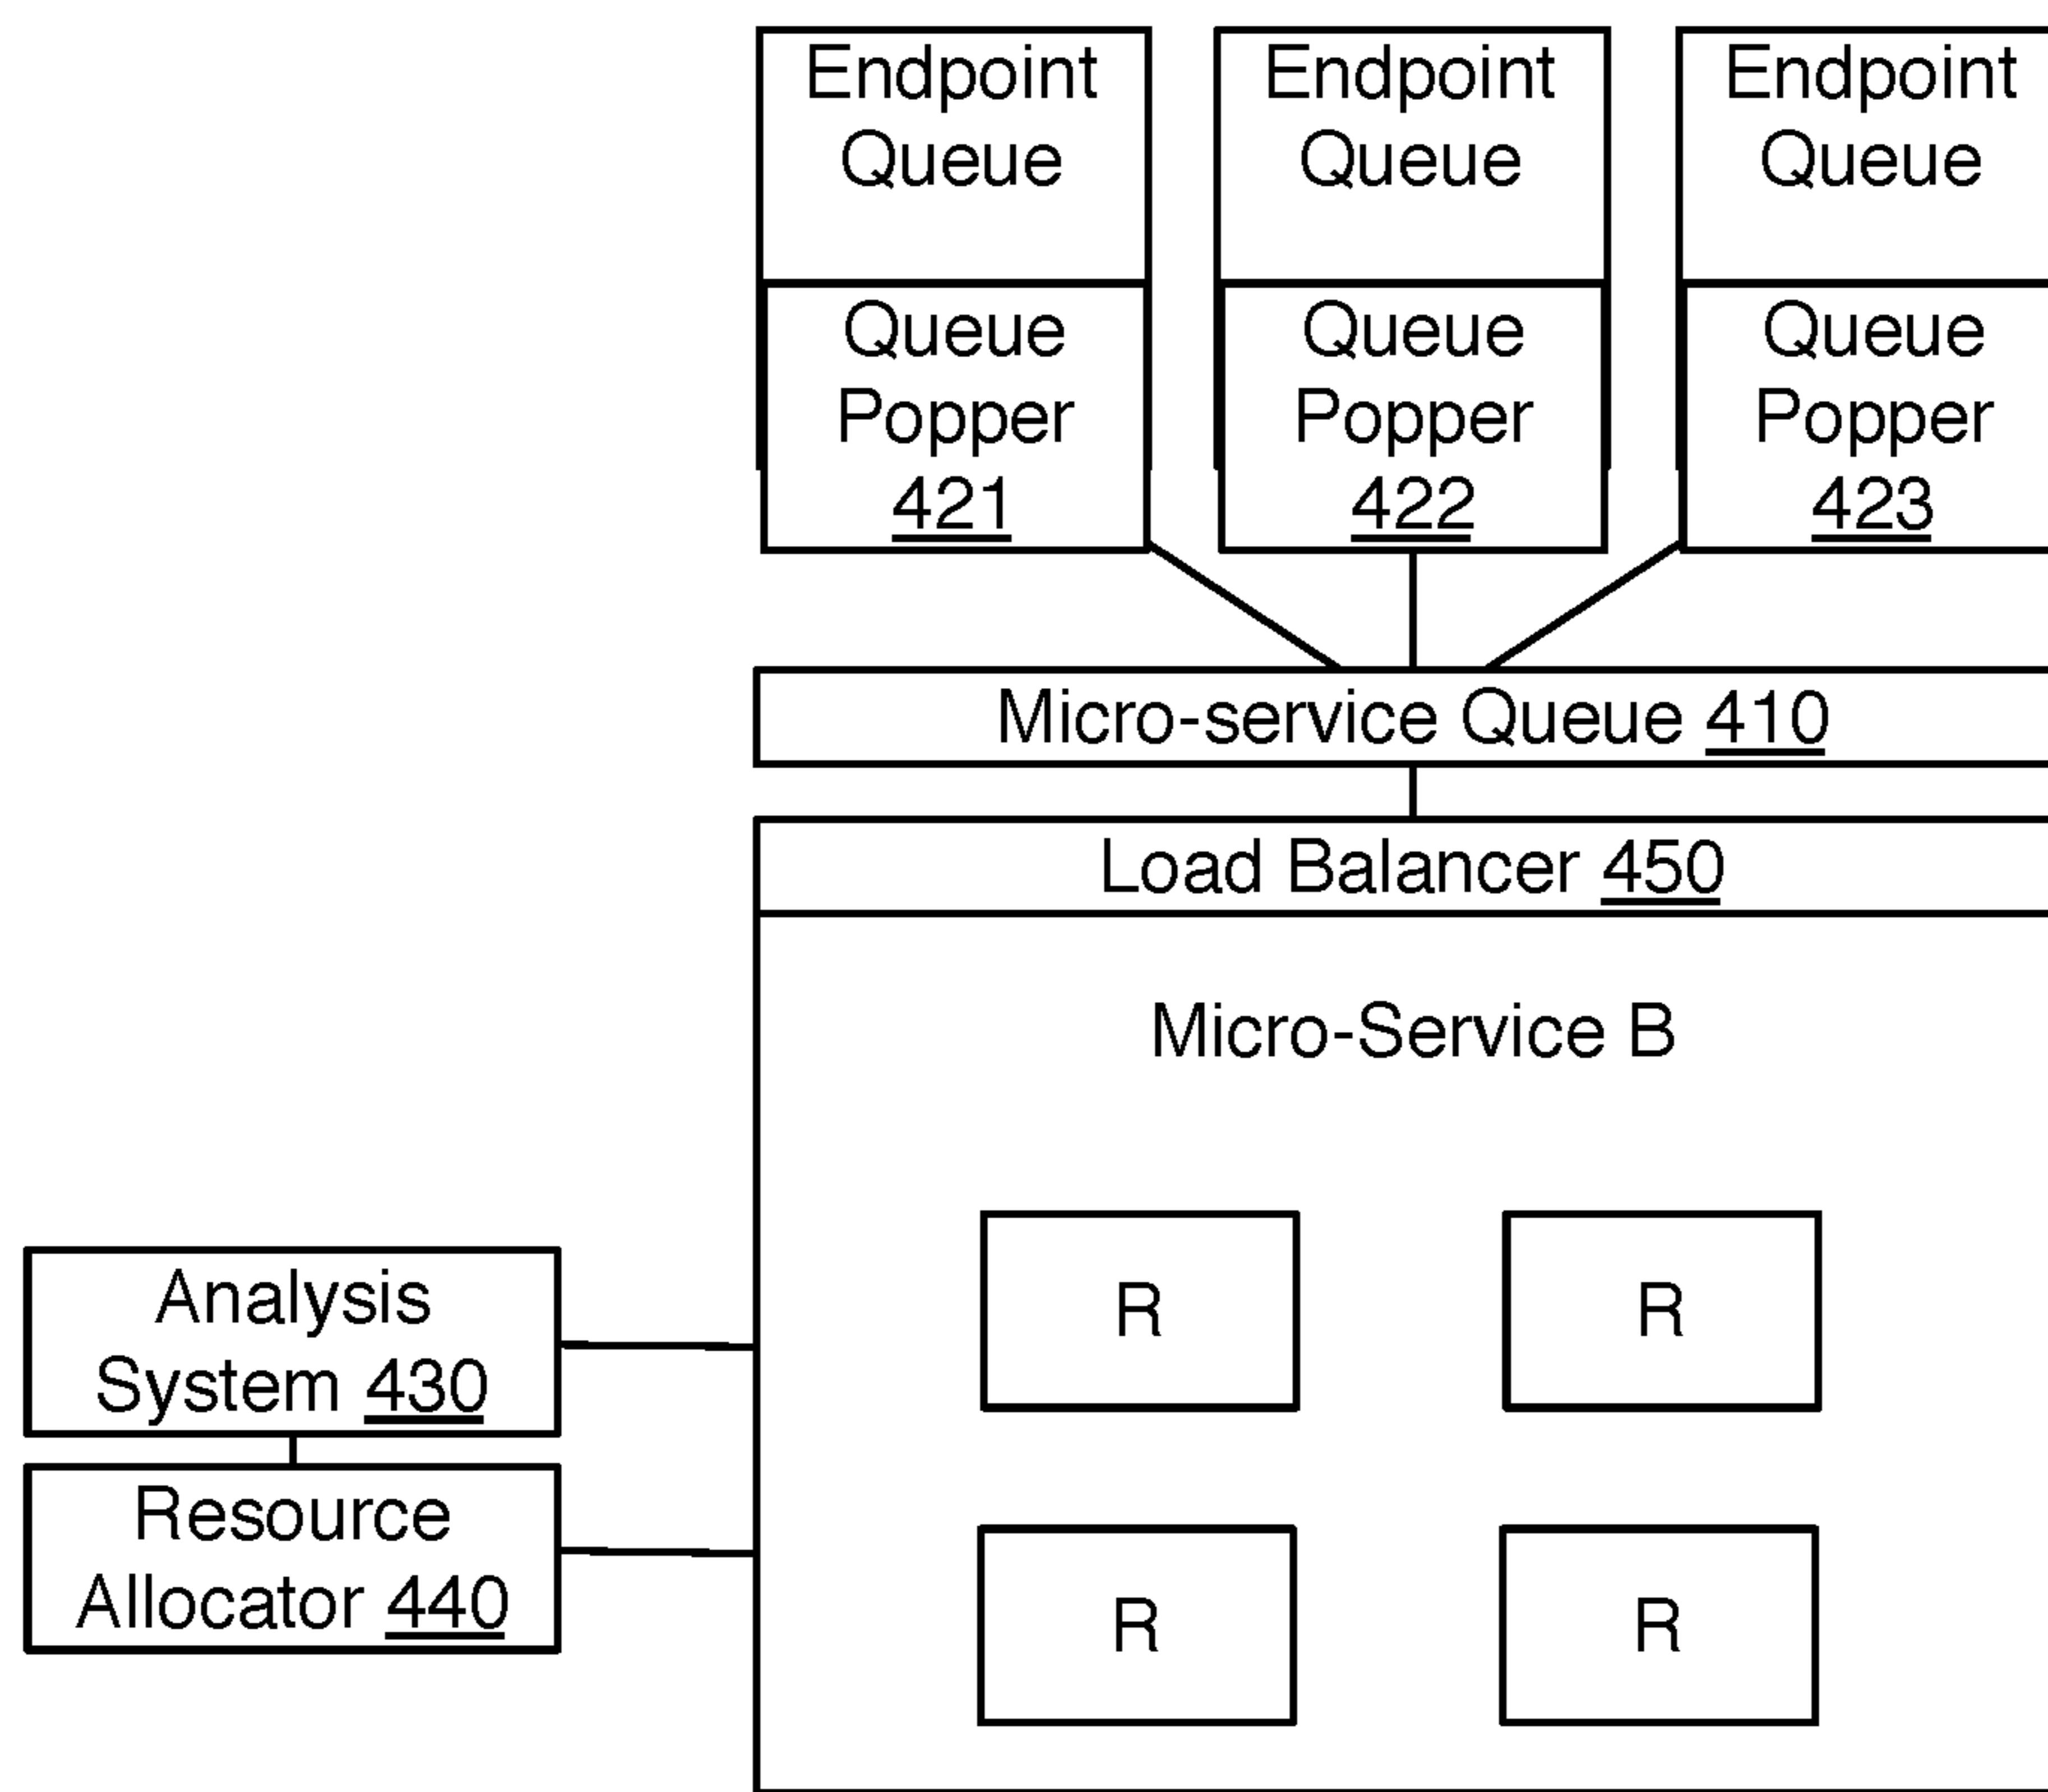 Endpoint
Queue
Endpoint
Queue
Endpoint
Queue
Queue
Popper
421
Queue
Popper
422
Queue
Popper
423
Micro-service Queue 410
Load Balancer 450
Micro-Service B
R
R
Analysis
System 430
Resource
Allocator 440
R
R